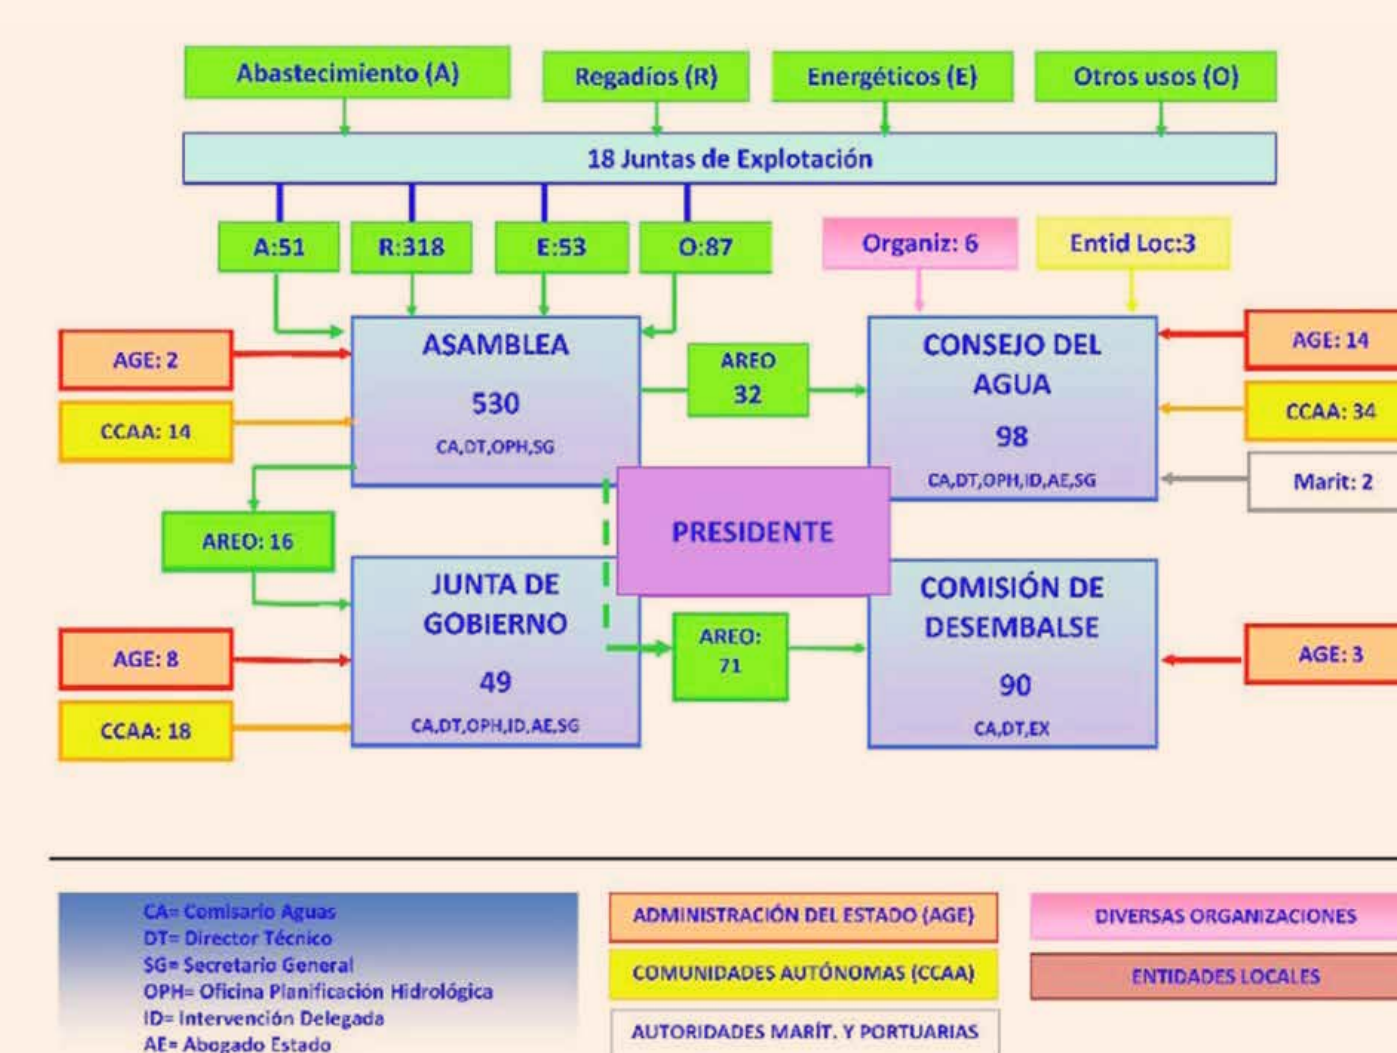 Abastecimiento (A)
Regadíos (R)
Energéticos (E)
Otros usos (O)
18 Juntas de Explotación
A:51
R:318
E:53
O:87
Organiz: 6
Entid Loc:3
AGE: 2
CCAA: 14
ASAMBLEA
530
CA,DT,OPH,SG
AREO
32
CONSEJO DEL
AGUA
98
CA,DT,OPH,ID,AE,SG
AGE: 14
CCAA: 34
Marit: 2
PRESIDENTE
AREO: 16
AGE: 8
CCAA: 18
JUNTA DE
GOBIERNO
49
CA,DT,OPH,ID,AE,SG
AREO:
71
COMISIÓN DE
DESEMBALSE
90
CA,DT,EX
AGE: 3
CA= Comisario Aguas
DT= Director Técnico
SG= Secretario General
OPH= Oficina Planificación Hidrológica
ID= Intervención Delegada
AE= Abogado Estado
ADMINISTRACIÓN DEL ESTADO (AGE)
COMUNIDADES AUTÓNOMAS (CCAA)
AUTORIDADES MARÍT. Y PORTUARIAS
DIVERSAS ORGANIZACIONES
ENTIDADES LOCALES